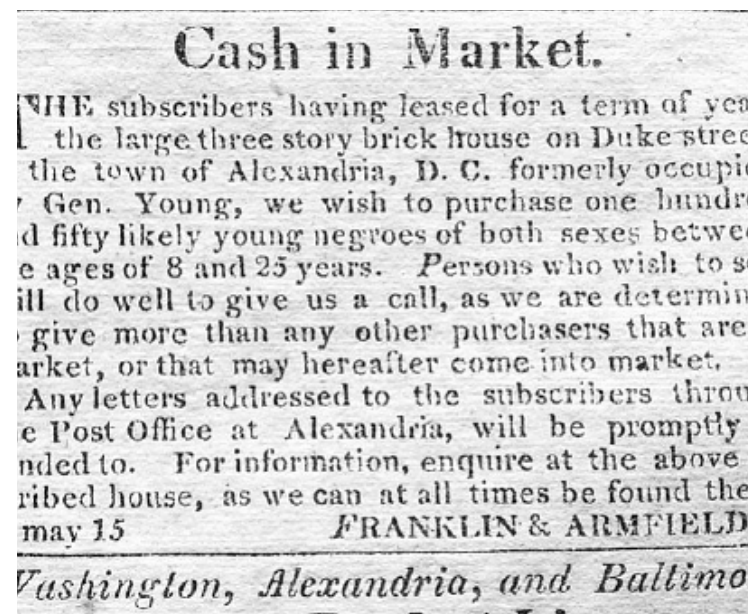 Cash in Market.
THE subscribers having leased for a term of yea
the large three story brick house on Duke stree
the town of Alexandria, D. C. formerly occupie
Gen. Young, we wish to purchase one hundre
d fifty likely young negroes of both sexes betwee
e ages of 8 and 25 years. Persons who wish to s
ill do well to give us a call, as we are determin
give more than any other purchasers that are
arket, or that may hereafter come into market.
Any letters addressed to the subscribers throu
e Post Office at Alexandria, will be promptly
nded to. For information, enquire at the above
ribed house, as we can at all times be found the
may 15 FRANKLIN & ARMFIELD
Washington, Alexandria, and Baltimo